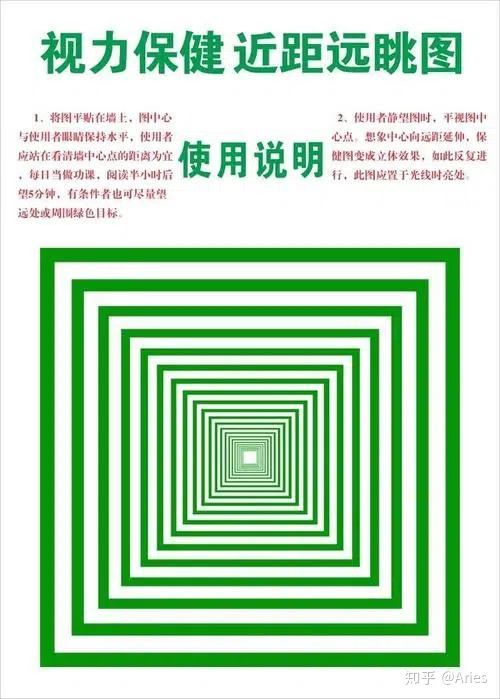 视力保健 近距远眺图
1、将图平贴在墙上，图中心
与使用者眼睛保持水平，使用者
应站在看清墙中心点的距离为宜
，每日当做功课，阅读半小时后
望5分钟，有条件者也可尽量望
远处或周围绿色目标。
使用说明
2、使用者静望图时，平视图中
心点。想象中心向远距延伸，保
健图变成立体效果，如此反复进
行，此图应置于光线时亮处。
知乎 @Aries